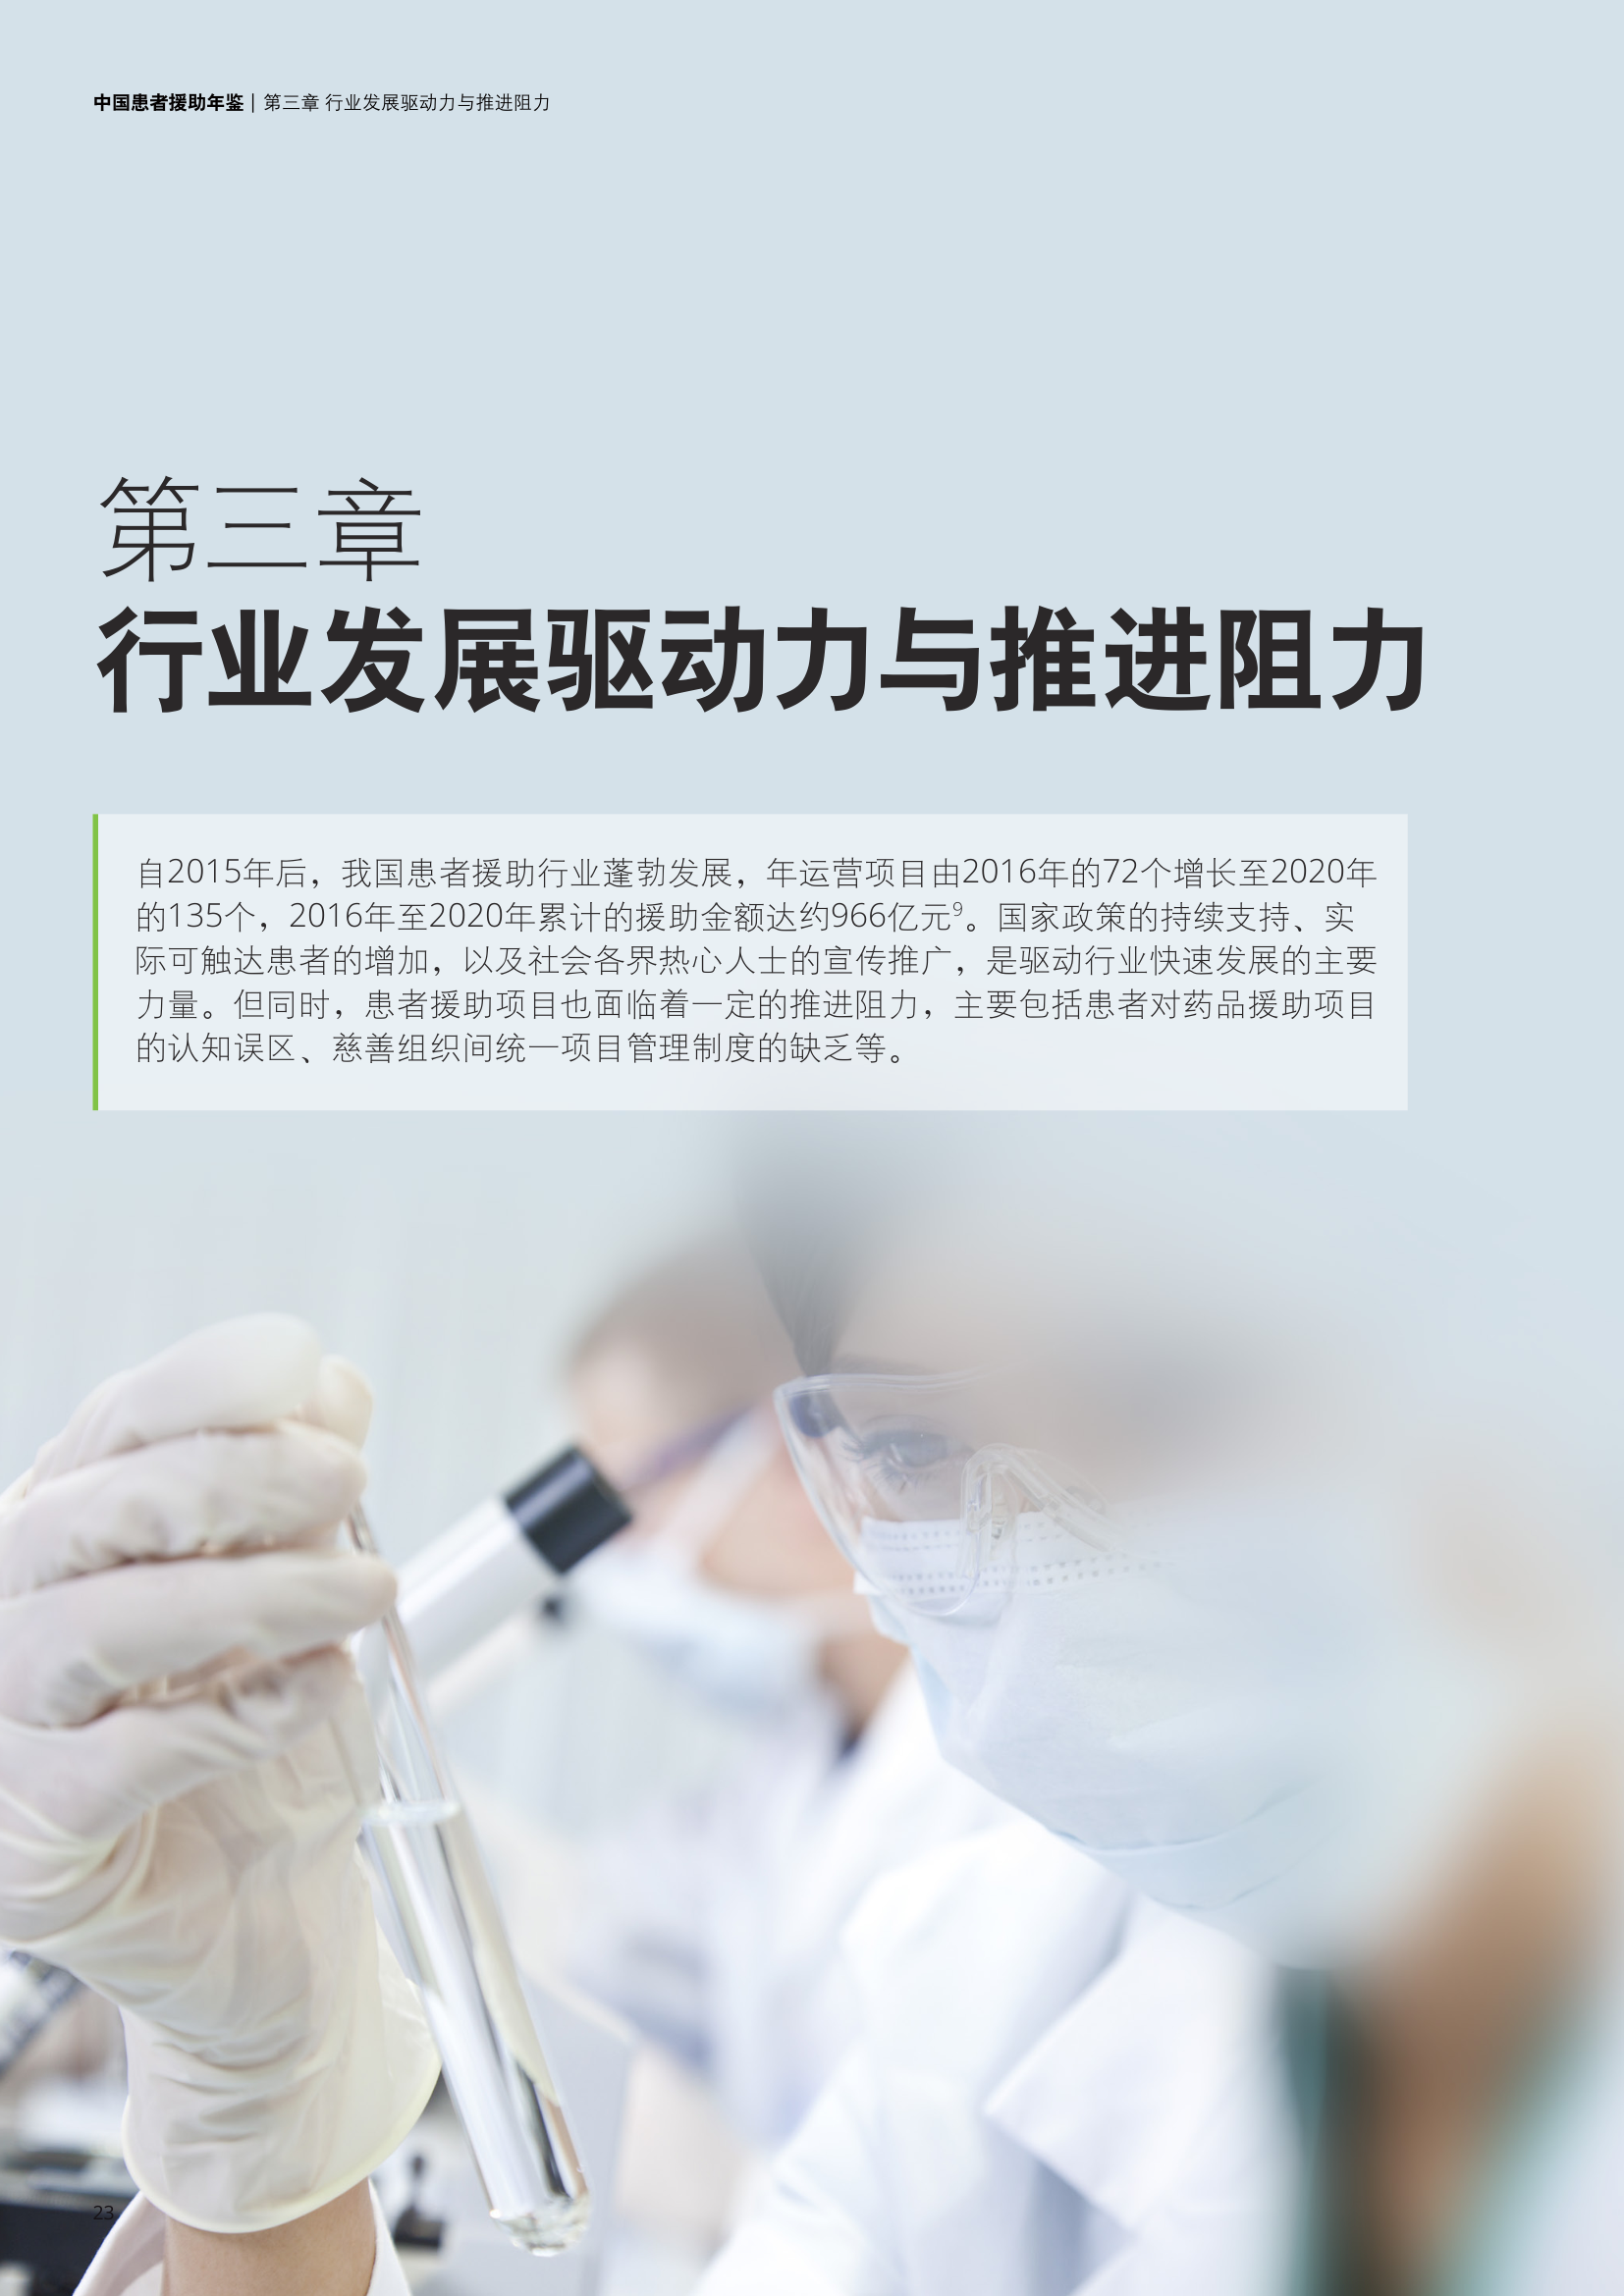 中国患者援助年鉴 | 第三章 行业发展驱动力与推进阻力
第三章
行业发展驱动力与推进阻力
自2015年后，我国患者援助行业蓬勃发展，年运营项目由2016年的72个增长至2020年
的135个，2016年至2020年累计的援助金额达约966亿元9。国家政策的持续支持、实
际可触达患者的增加，以及社会各界热心人士的宣传推广，是驱动行业快速发展的主要
力量。但同时，患者援助项目也面临着一定的推进阻力，主要包括患者对药品援助项目
的认知误区、慈善组织间统一项目管理制度的缺乏等。
23